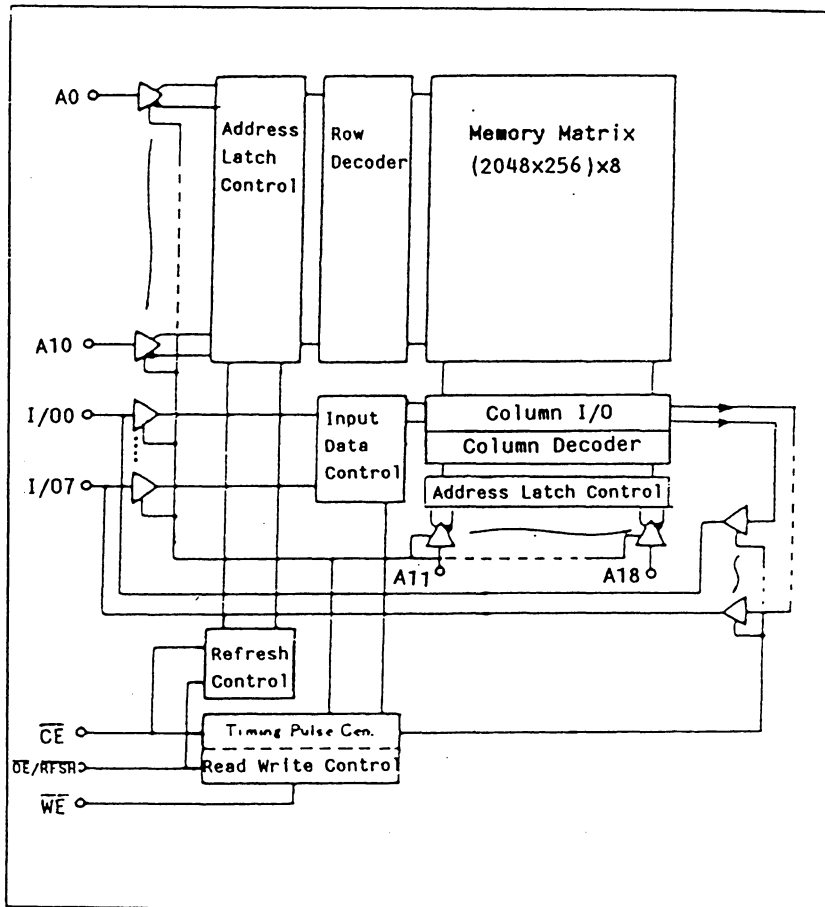 A0
Address
Latch
Control
Row
Decoder
Memory Matrix
(2048x256)x8
A10
I/O0
I/O7
Input
Data
Control
Column I/O
Column Decoder
Address Latch Control
A11
A18
Refresh
Control
CE
OE/RFSH
WE
Timing Pulse Gen.
Read Write Control